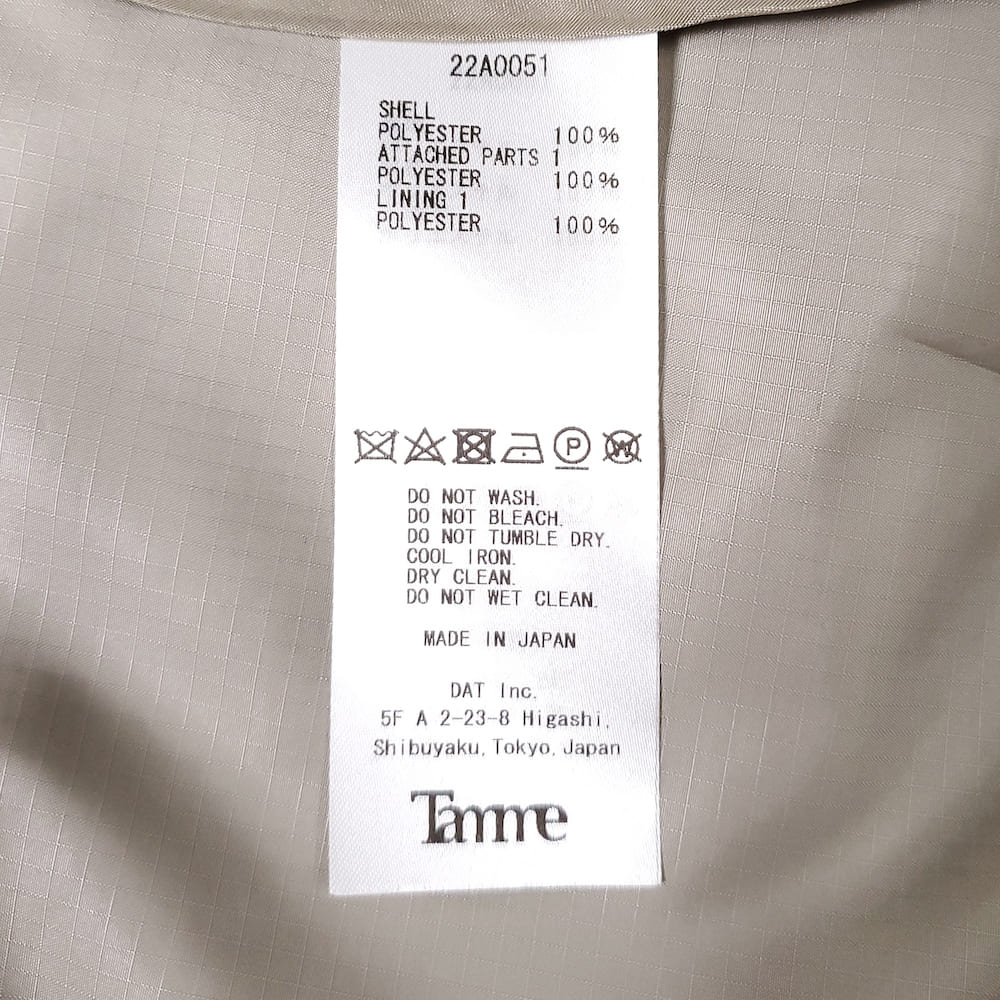 22A0051
SHELL
POLYESTER 100%
ATTACHED PARTS 1
POLYESTER 100%
LINING 1
POLYESTER 100%
P W
DO NOT WASH.
DO NOT BLEACH.
DO NOT TUMBLE DRY.
COOL IRON.
DRY CLEAN.
DO NOT WET CLEAN.
MADE IN JAPAN
DAT Inc.
5F A 2-23-8 Higashi,
Shibuyaku, Tokyo, Japan
Tamme